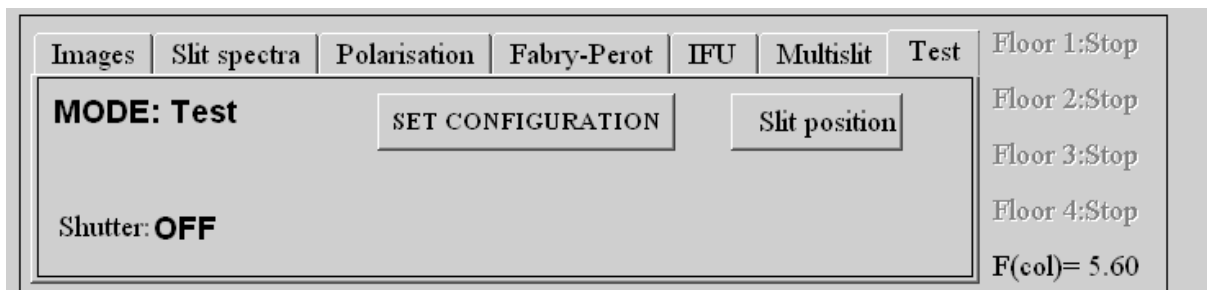 Images Slit spectra Polarisation Fabry-Perot IFU Multislit Test
MODE: Test SET CONFIGURATION Slit position
Shutter: OFF
Floor 1:Stop
Floor 2:Stop
Floor 3:Stop
Floor 4:Stop
F(col)= 5.60